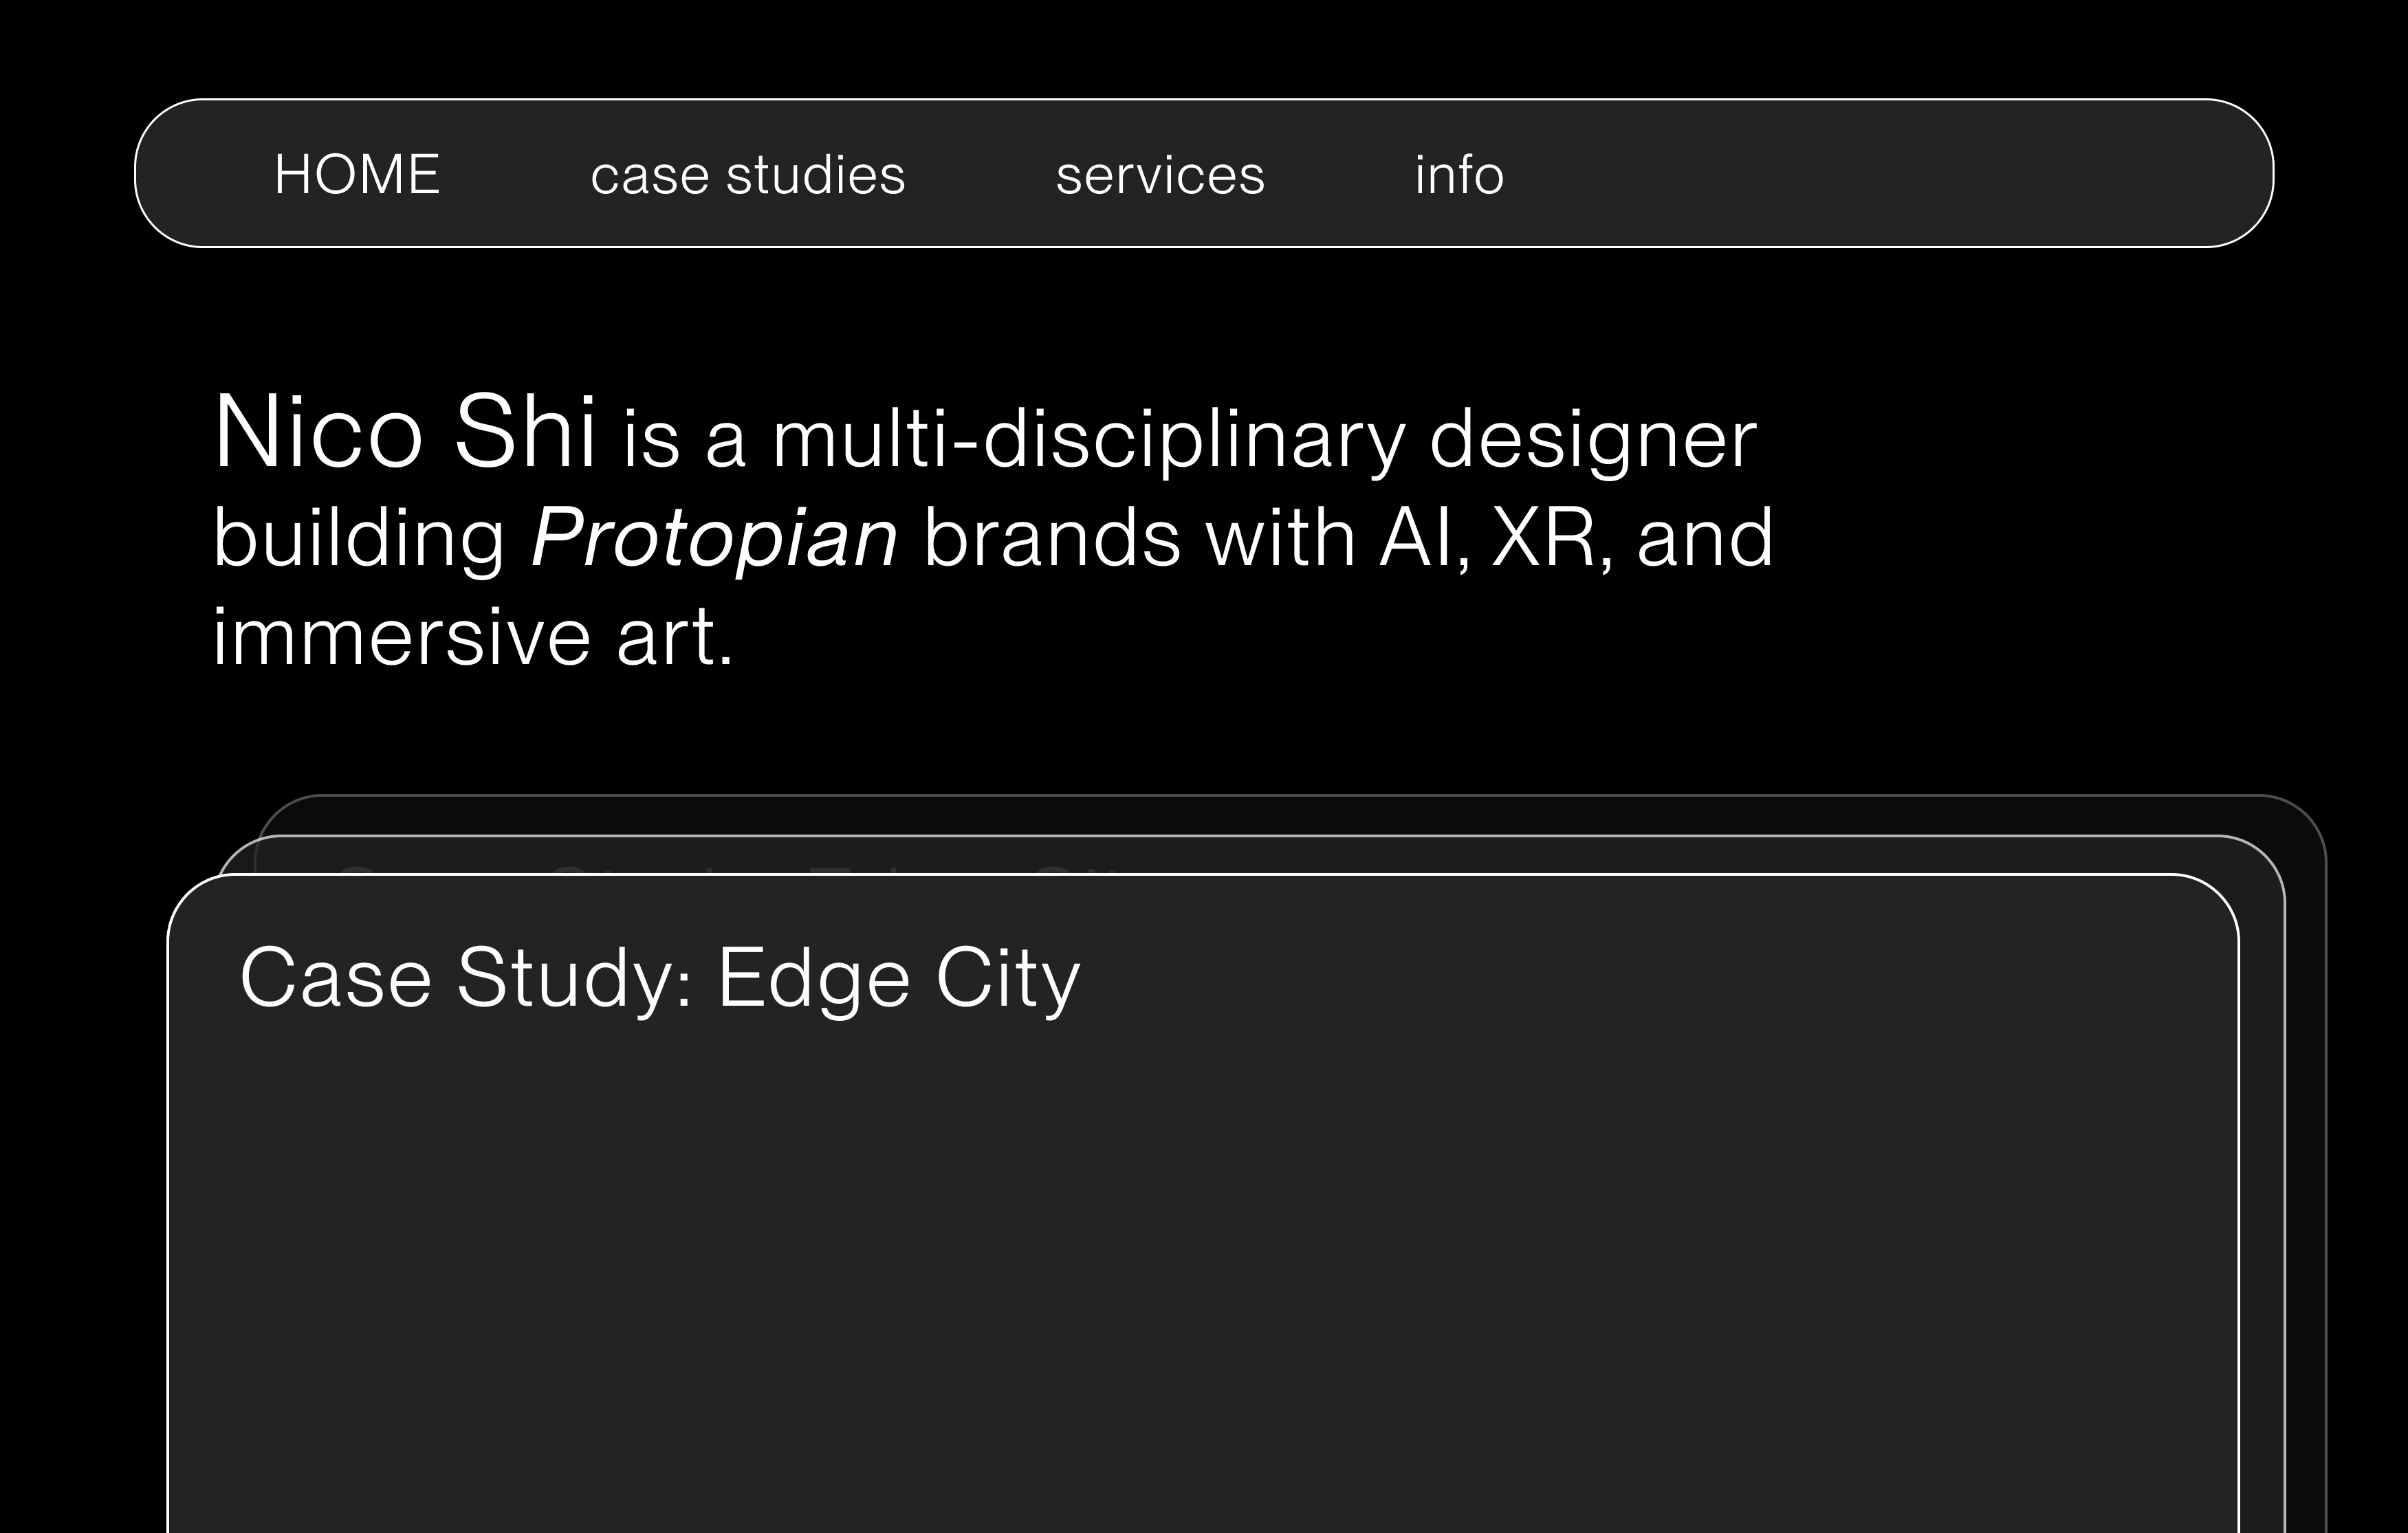 HOME case studies services info
Nico Shi is a multi-disciplinary designer
building Protopian brands with AI, XR, and
immersive art.
Case Study: Edge City